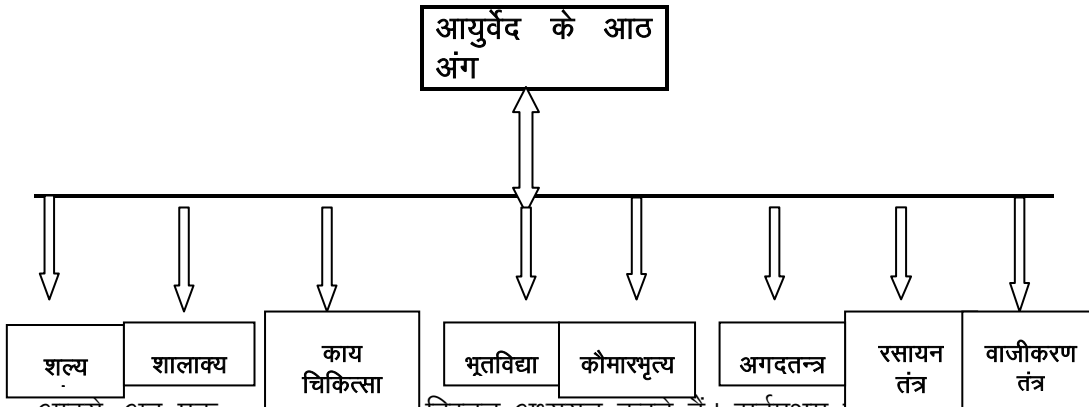 आयुर्वेद के आठ
अंग
शल्य
शालाक्य
काय
चिकित्सा
भूतविद्या
कौमारभृत्य
अगदतन्त्र
रसायन
तंत्र
वाजीकरण
तंत्र